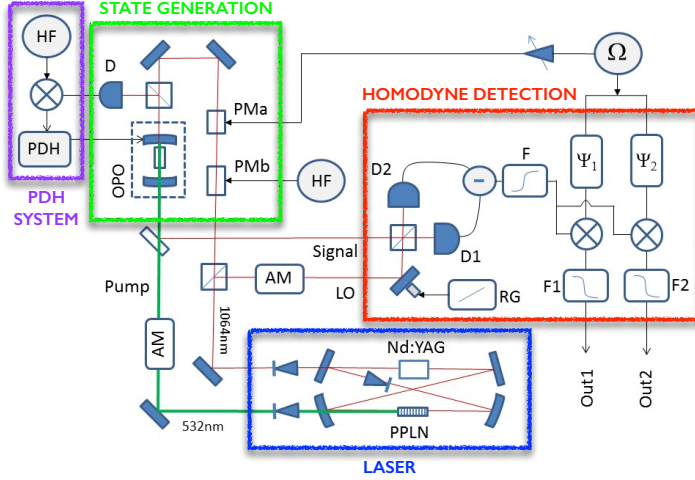 STATE GENERATION
HF
D
PDH
OPO
PDH
SYSTEM
PMa
PMb
HF
Ω
HOMODYNE DETECTION
D2
F
Ψ1
Ψ2
D1
Signal
LO
RG
F1
F2
AM
Pump
AM
1064nm
532nm
Nd:YAG
PPLN
LASER
Out1
Out2